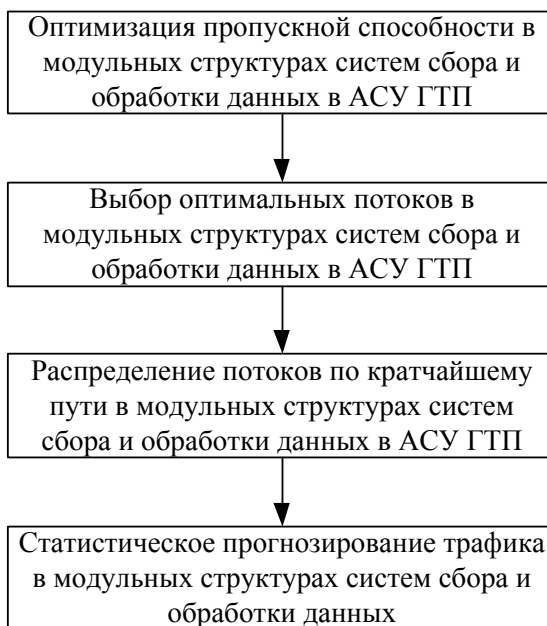 Оптимизация пропускной способности в
модульных структурах систем сбора и
обработки данных в АСУ ГТП
Выбор оптимальных потоков в
модульных структурах систем сбора и
обработки данных в АСУ ГТП
Распределение потоков по кратчайшему
пути в модульных структурах систем
сбора и обработки данных в АСУ ГТП
Статистическое прогнозирование трафика
в модульных структурах систем сбора и
обработки данных